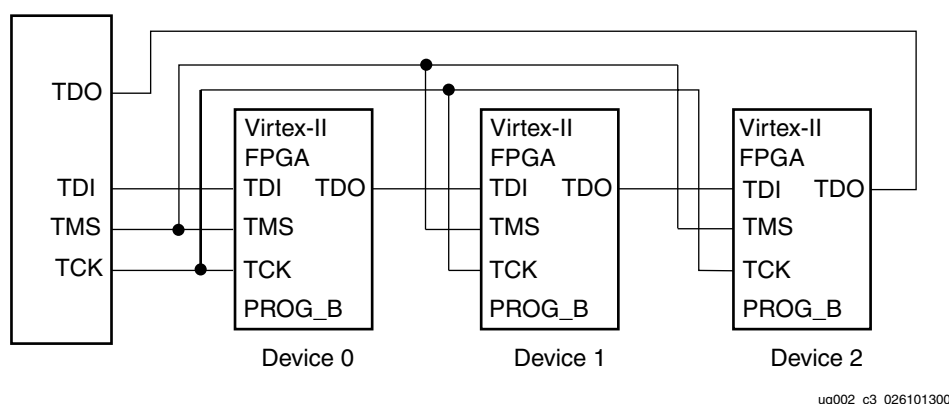 TDO
TDI
TMS
TCK
Virtex-II
FPGA
TDI TDO
TMS
TCK
PROG_B
Device 0
Virtex-II
FPGA
TDI TDO
TMS
TCK
PROG_B
Device 1
Virtex-II
FPGA
TDI TDO
TMS
TCK
PROG_B
Device 2
ug002_c3_026101300